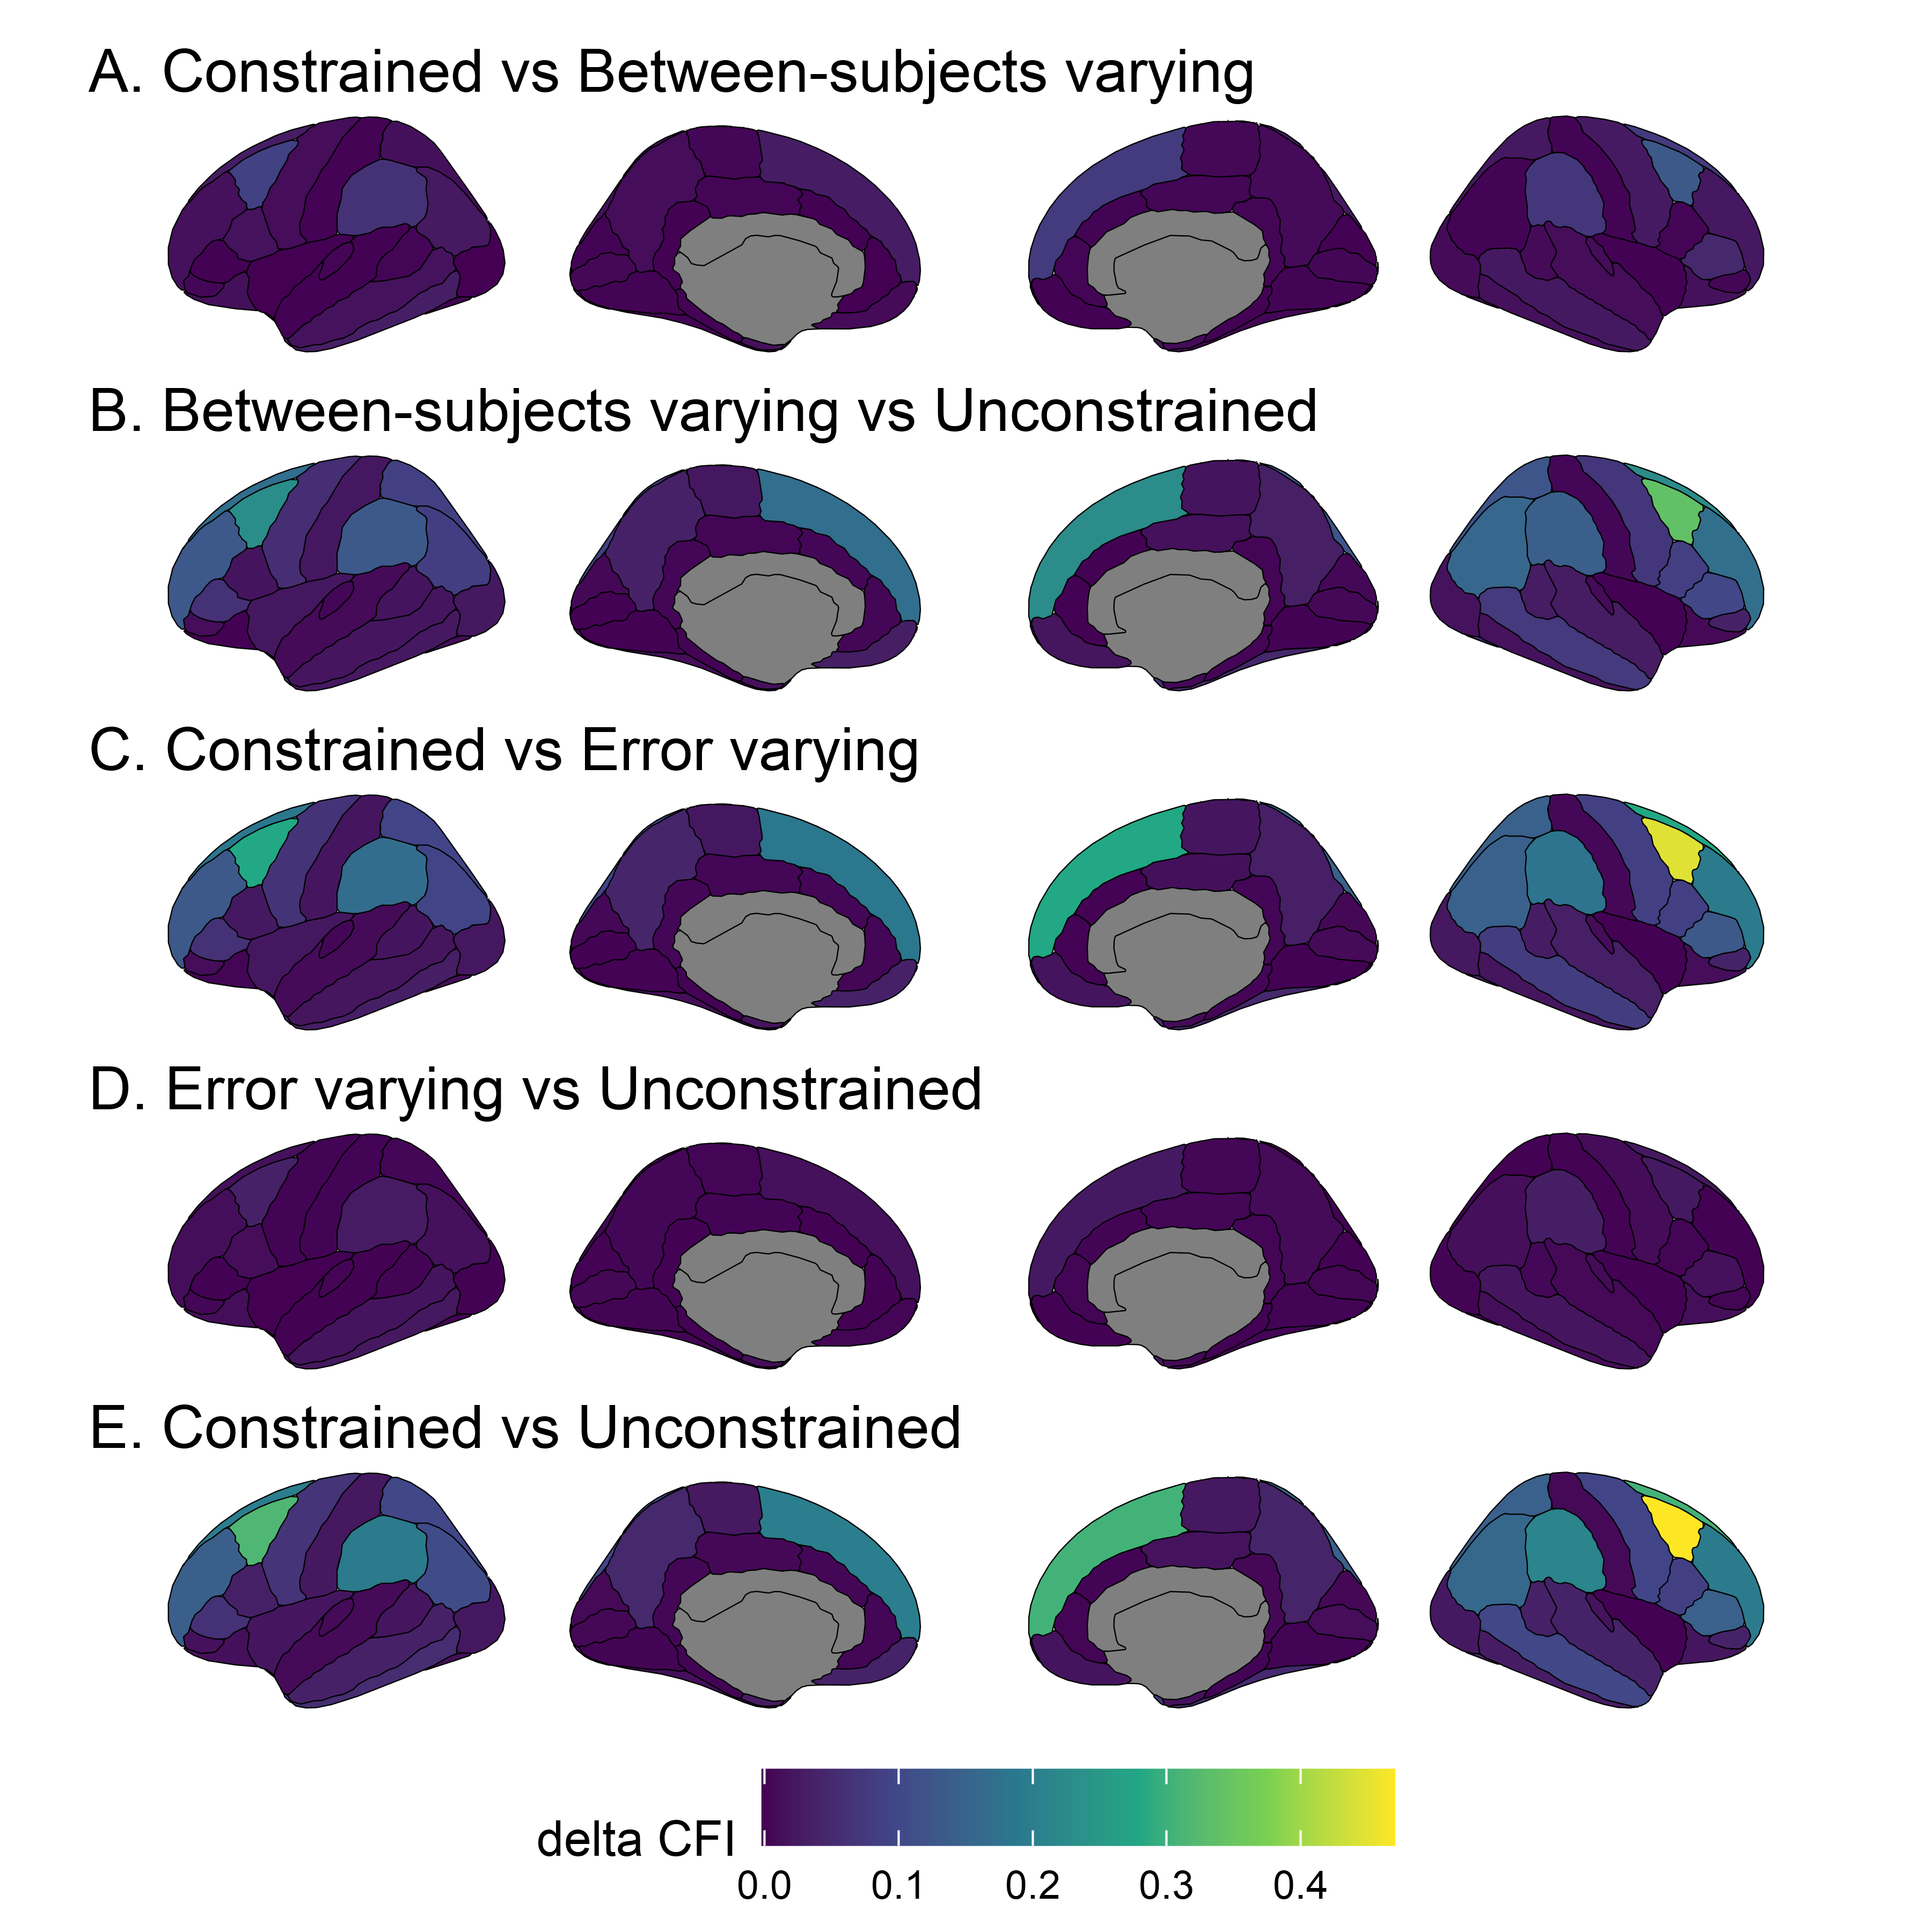 A. Constrained vs Between-subjects varying
B. Between-subjects varying vs Unconstrained
C. Constrained vs Error varying
D. Error varying vs Unconstrained
E. Constrained vs Unconstrained
delta CFI
0.0 0.1 0.2 0.3 0.4